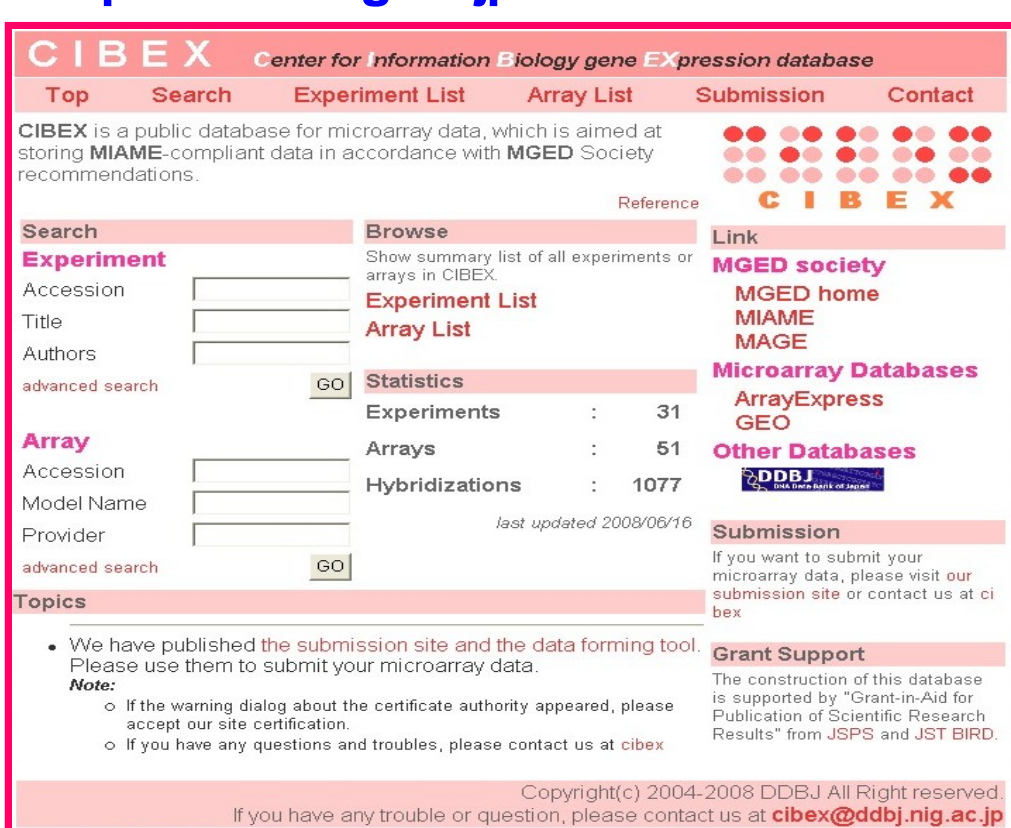 CIBEX Center for Information Biology gene EXpression database
Top Search Experiment List Array List Submission Contact
CIBEX is a public database for microarray data, which is aimed at
storing MIAME-compliant data in accordance with MGED Society
recommendations.
Reference
CIBEX
Search
Experiment
Accession
Title
Authors
advanced search GO
Array
Accession
Model Name
Provider
advanced search GO
Browse
Show summary list of all experiments or
arrays in CIBEX.
Experiment List
Array List
Statistics
Experiments : 31
Arrays : 51
Hybridizations : 1077
last updated 2008/06/16
Link
MGED society
MGED home
MIAME
MAGE
Microarray Databases
ArrayExpress
GEO
Other Databases
DDBJ
DNA Data Bank of Japan
Submission
If you want to submit your
microarray data, please visit our
submission site or contact us at ci
bex
Grant Support
The construction of this database
is supported by "Grant-in-Aid for
Publication of Scientific Research
Results" from JSPS and JST BIRD.
Topics
• We have published the submission site and the data forming tool.
Please use them to submit your microarray data.
Note:
o If the warning dialog about the certificate authority appeared, please
accept our site certification.
o If you have any questions and troubles, please contact us at cibex
Copyright(c) 2004-2008 DDBJ All Right reserved.
If you have any trouble or question, please contact us at cibex@ddbj.nig.ac.jp